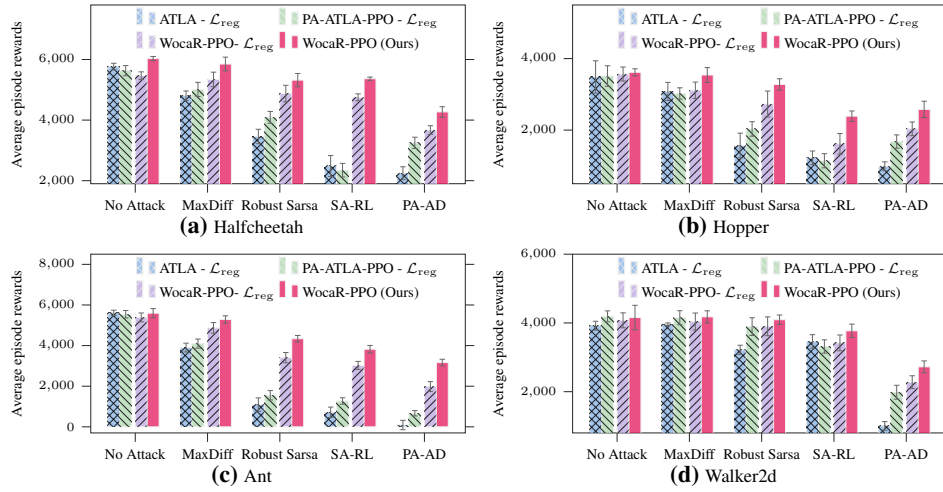 Average episode rewards
ATLA - ℒreg
PA-ATLA-PPO - ℒreg
WocaR-PPO- ℒreg
WocaR-PPO (Ours)
6,000
4,000
2,000
No Attack MaxDiff Robust Sarsa SA-RL PA-AD
(a) Halfcheetah
Average episode rewards
ATLA - ℒreg
PA-ATLA-PPO - ℒreg
WocaR-PPO- ℒreg
WocaR-PPO (Ours)
4,000
2,000
No Attack MaxDiff Robust Sarsa SA-RL PA-AD
(b) Hopper
Average episode rewards
ATLA - ℒreg
PA-ATLA-PPO - ℒreg
WocaR-PPO- ℒreg
WocaR-PPO (Ours)
8,000
6,000
4,000
2,000
0
No Attack MaxDiff Robust Sarsa SA-RL PA-AD
(c) Ant
Average episode rewards
ATLA - ℒreg
PA-ATLA-PPO - ℒreg
WocaR-PPO- ℒreg
WocaR-PPO (Ours)
6,000
4,000
2,000
No Attack MaxDiff Robust Sarsa SA-RL PA-AD
(d) Walker2d